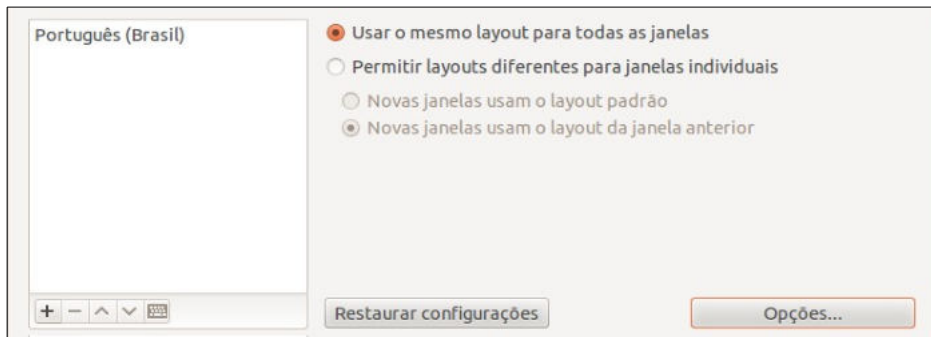 Português (Brasil)
Usar o mesmo layout para todas as janelas
Permitir layouts diferentes para janelas individuais
Novas janelas usam o layout padrão
Novas janelas usam o layout da janela anterior
Restaurar configurações
Opções...